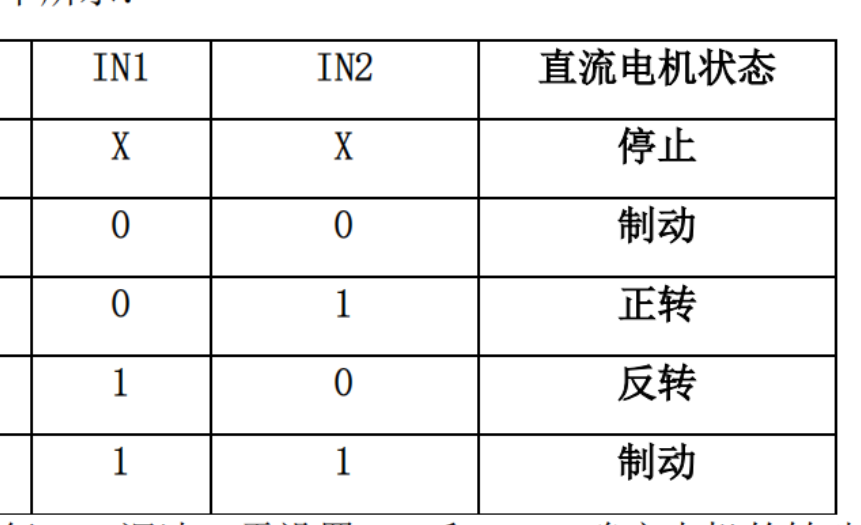 IN1 IN2 直流电机状态
X X 停止
0 0 制动
0 1 正转
1 0 反转
1 1 制动